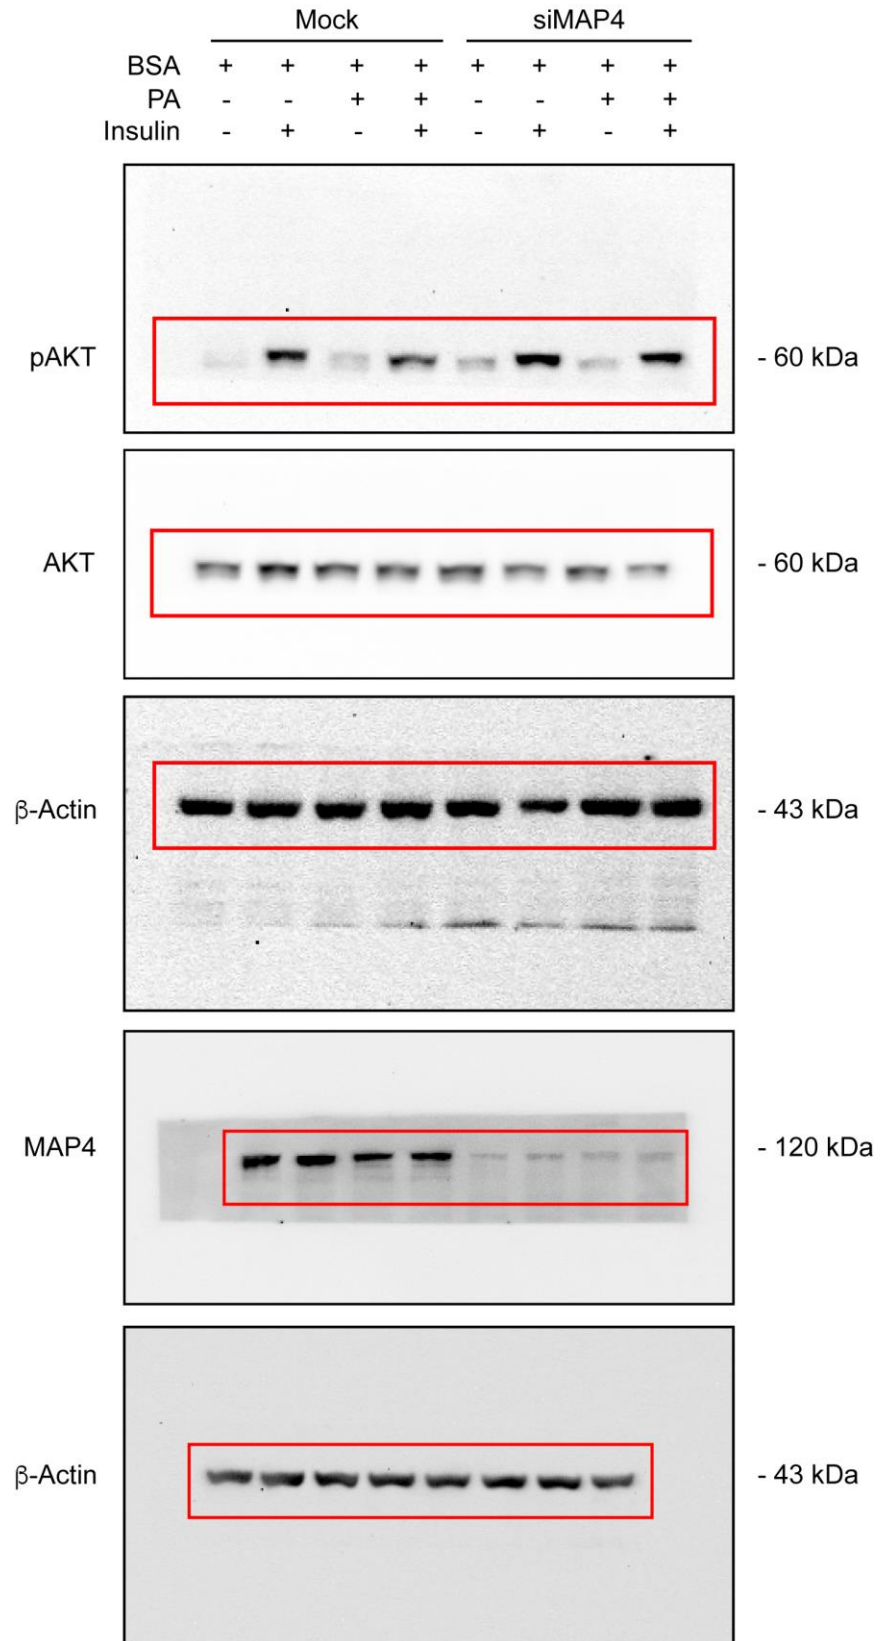 Mock siMAP4
BSA + + + + + + + +
PA - - + + - - + +
Insulin - + - + - + - +
pAKT - 60 kDa
AKT - 60 kDa
β-Actin - 43 kDa
MAP4 - 120 kDa
β-Actin - 43 kDa